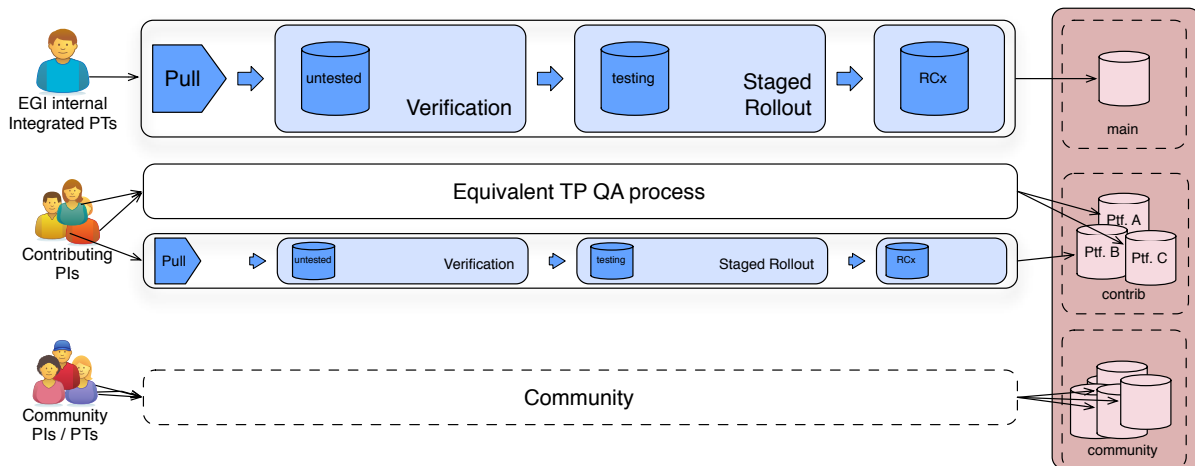 Pull
untested
Verification
testing
Staged
Rollout
RCx
main
EGI internal
Integrated PTs
Equivalent TP QA process
Ptf. A
Ptf. B
Ptf. C
contrib
Contributing
PIs
Pull
untested
Verification
testing
Staged Rollout
RCx
Community
Community
PIs / PTs
community